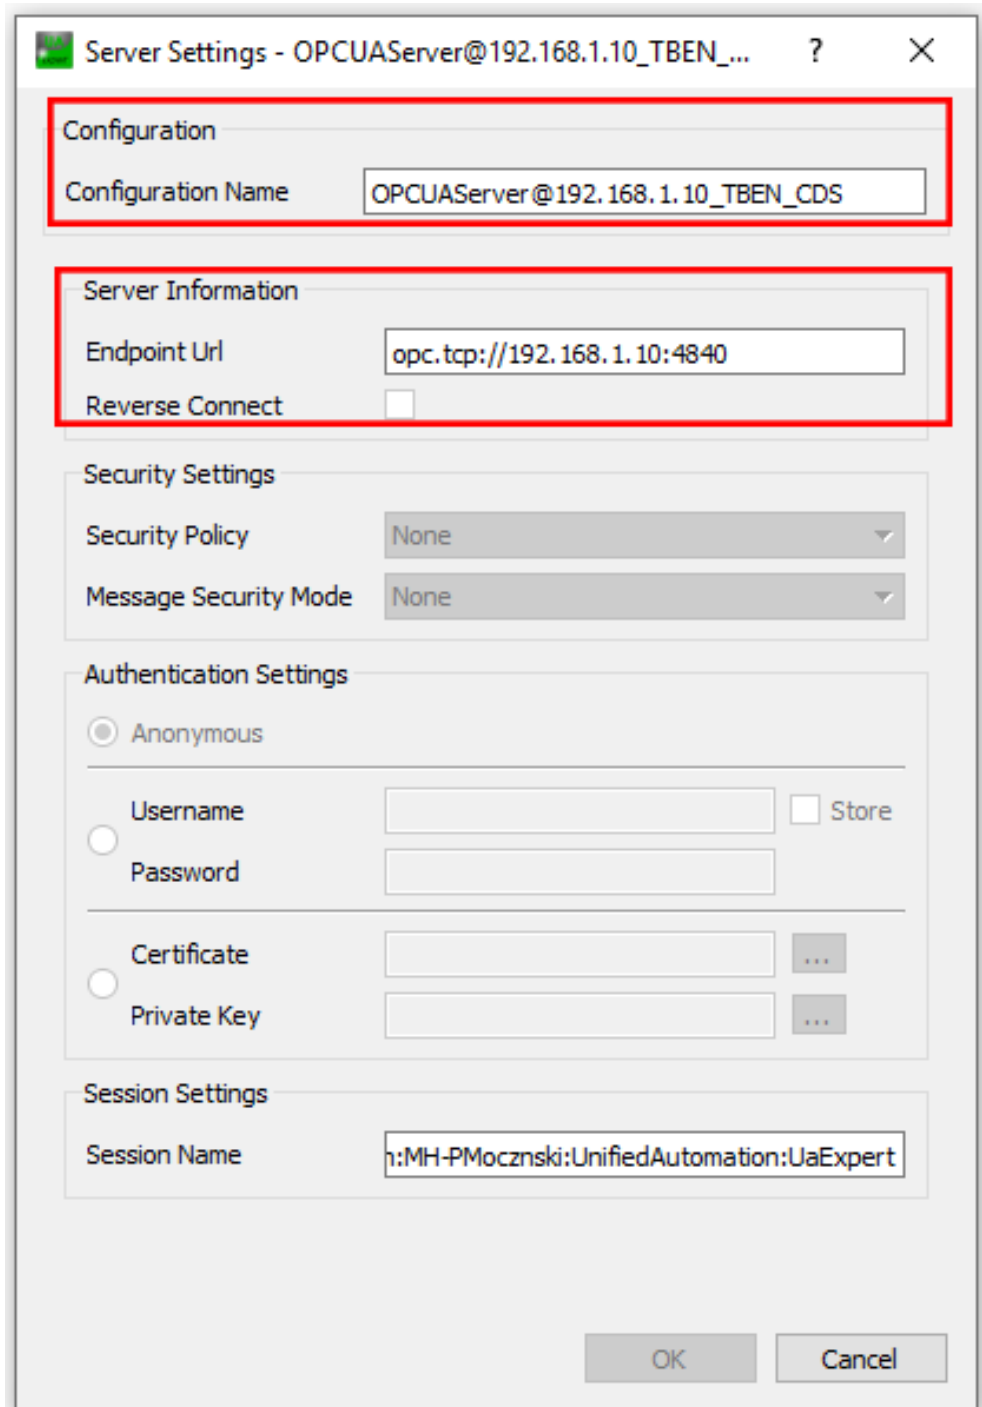 Server Settings - OPCUAServer@192.168.1.10_TBEN_... ?
Configuration
Configuration Name OPCUAServer@192.168.1.10_TBEN_CDS
Server Information
Endpoint Url opc.tcp://192.168.1.10:4840
Reverse Connect
Security Settings
Security Policy None
Message Security Mode None
Authentication Settings
Anonymous
Username Store
Password
Certificate ...
Private Key ...
Session Settings
Session Name n:MH-PMocznski:UnifiedAutomation:UaExpert
OK Cancel